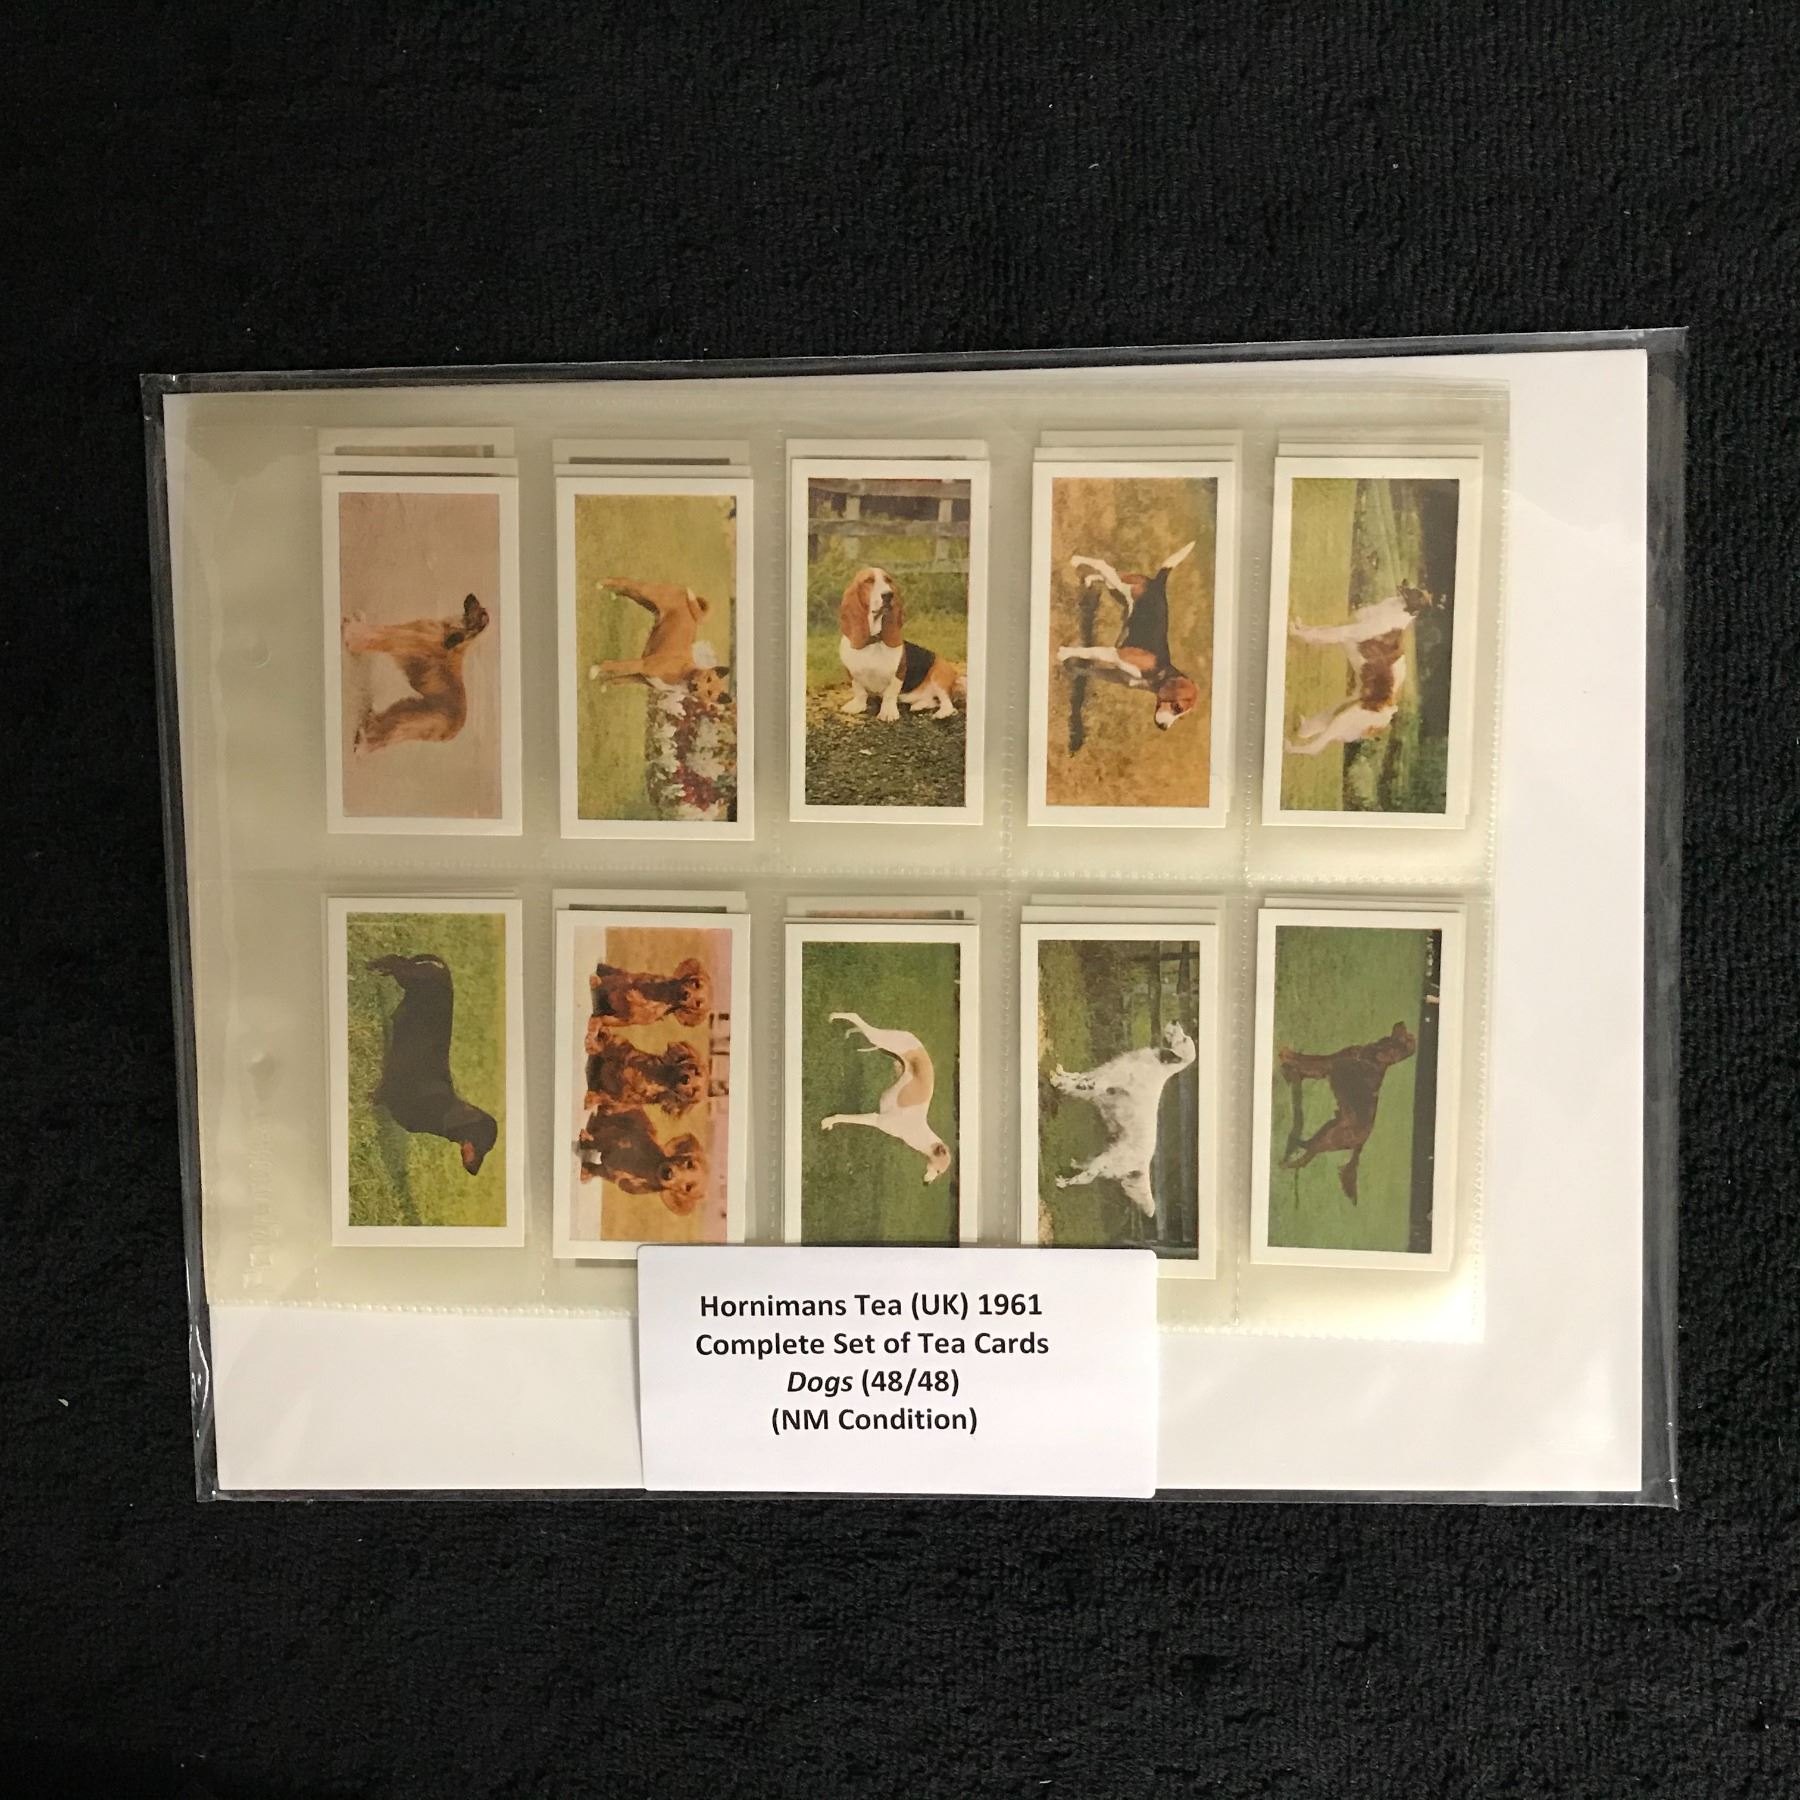 Hornimans Tea (UK) 1961
Complete Set of Tea Cards
Dogs (48/48)
(NM Condition)